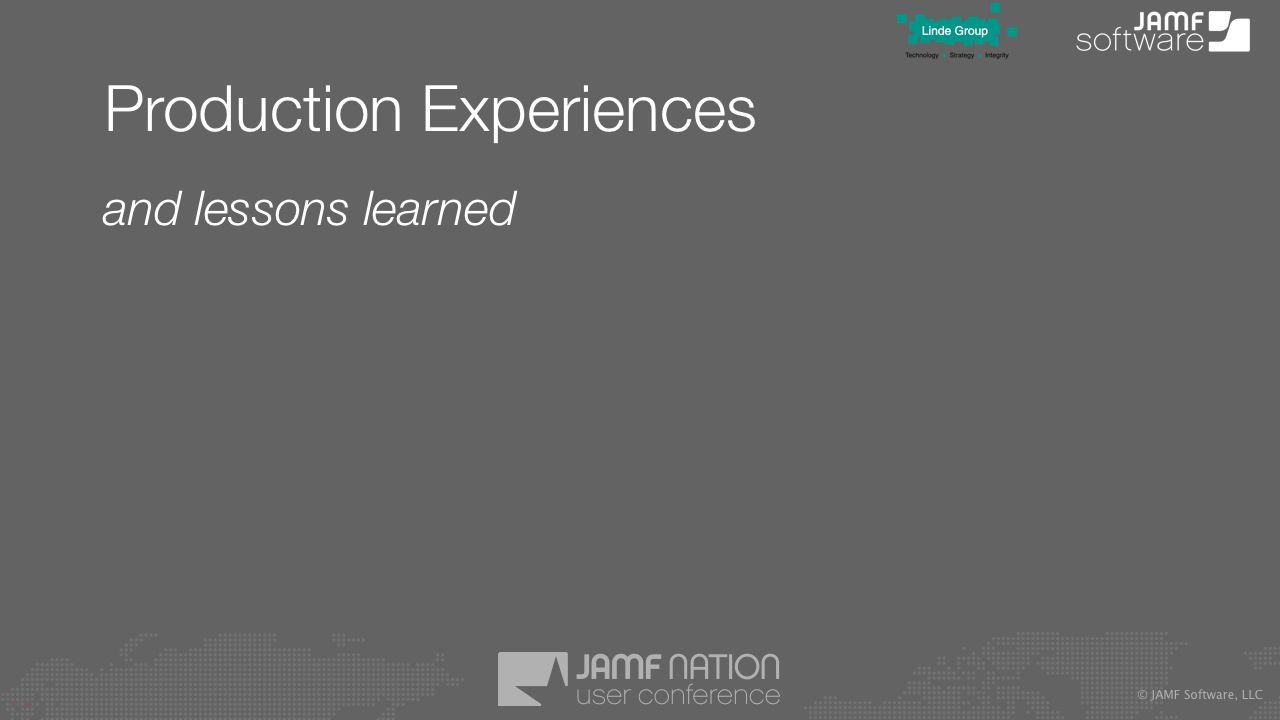 Linde Group
Technology Strategy Integrity
JAMF
software
Production Experiences
and lessons learned
JAMF NATION
user conference
© JAMF Software, LLC